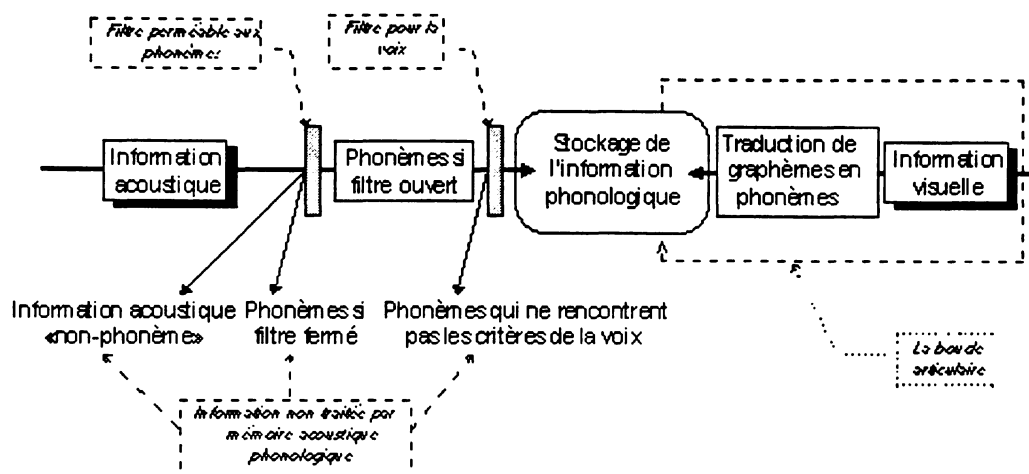 Filtre perméable aux
phonèmes
Filtre pour la
voix
Information
acoustique
Phonèmes si
filtre ouvert
Stockage de
l'information
phonologique
Traduction de
graphèmes en
phonèmes
Information
visuelle
Information acoustique
«non-phonème»
Phonèmes si
filtre fermé
Phonèmes qui ne rencontrent
pas les critères de la voix
La boucle
articulaire
Information non traitée par
mémoire acoustique
phonologique